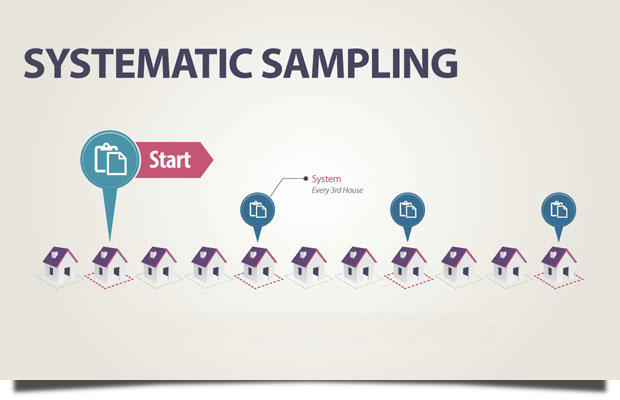 SYSTEMATIC SAMPLING
Start
System
Every 3rd House